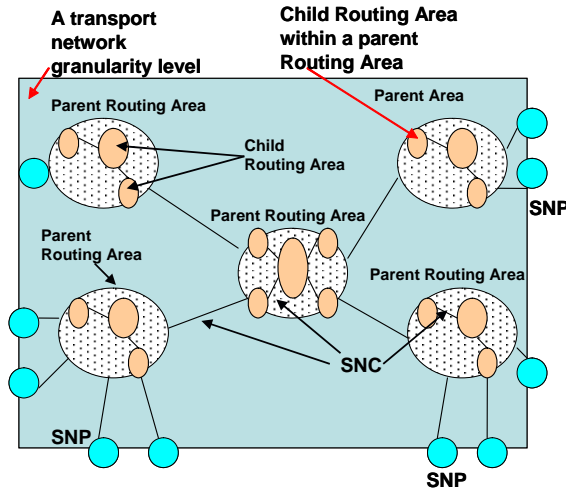 A transport
network
granularity level
Child Routing Area
within a parent
Routing Area
Parent Routing Area
Parent Area
Child
Routing Area
SNP
Parent Routing Area
Parent
Routing Area
Parent Routing Area
SNC
SNP
SNP